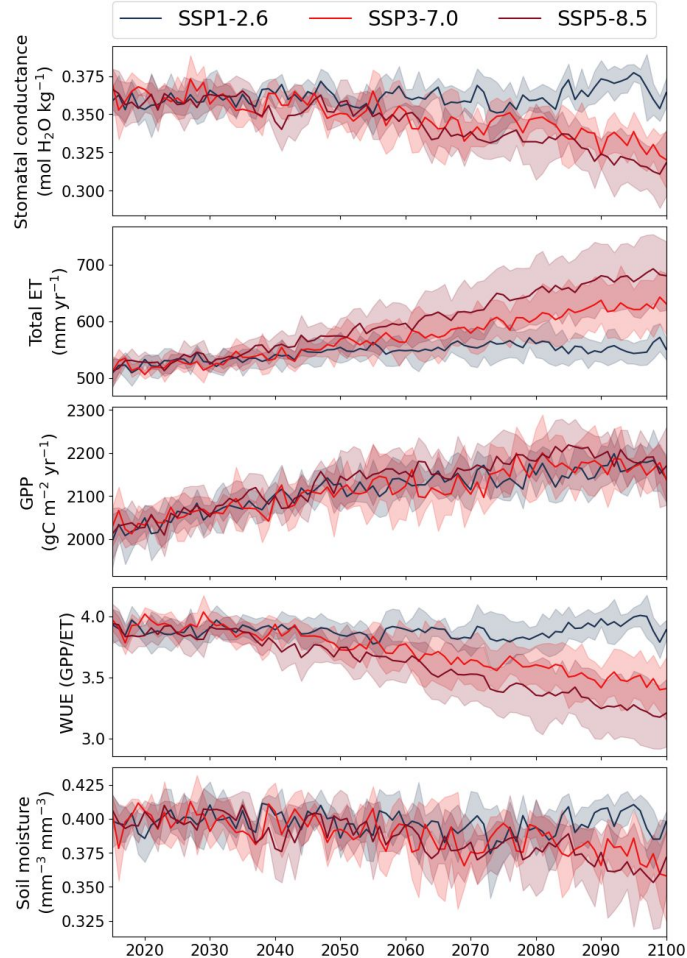 SSP1-2.6 SSP3-7.0 SSP5-8.5
Stomatal conductance
(mol H₂O kg⁻¹)
0.375
0.350
0.325
0.300
Total ET
(mm yr⁻¹)
700
600
500
GPP
(gC m⁻² yr⁻¹)
2300
2200
2100
2000
WUE (GPP/ET)
4.0
3.5
3.0
Soil moisture
(mm⁻³ mm⁻³)
0.425
0.400
0.375
0.350
0.325
2020 2030 2040 2050 2060 2070 2080 2090 2100